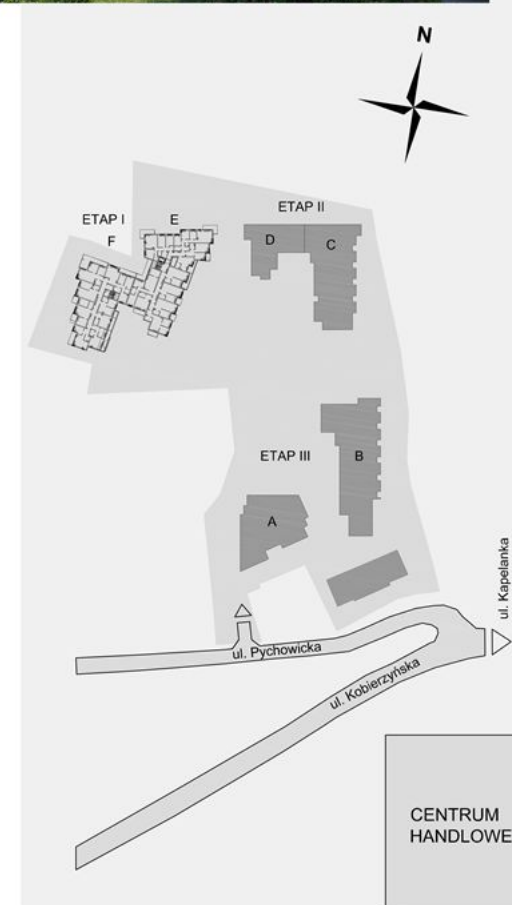 N
ETAP I
E
F
ETAP II
D
C
ETAP III
B
A
ul. Kapelanka
ul. Pychowicka
ul. Kobierzyńska
CENTRUM
HANDLOWE